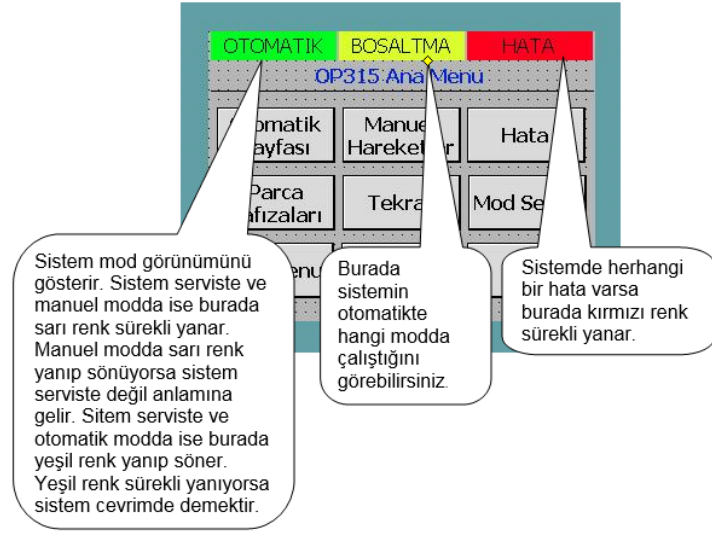 OTOMATIK BOSALTMA HATA
OP315 Ana Menu
Manue
Hareket
Hata
Parca
Tekra
Mod Se
Sistem mod görünümünü
gösterir. Sistem serviste ve
manuel modda ise burada
sarı renk sürekli yanar.
Manuel modda sarı renk
yanıp sönüyorsa sistem
serviste değil anlamına
gelir. Sitem serviste ve
otomatik modda ise burada
yeşil renk yanıp söner.
Yeşil renk sürekli yanıyorsa
sistem cevrimde demektir.
Burada
sistemin
otomatikte
hangi modda
çalıştığını
görebilirsiniz.
Sistemde herhangi
bir hata varsa
burada kırmızı renk
sürekli yanar.